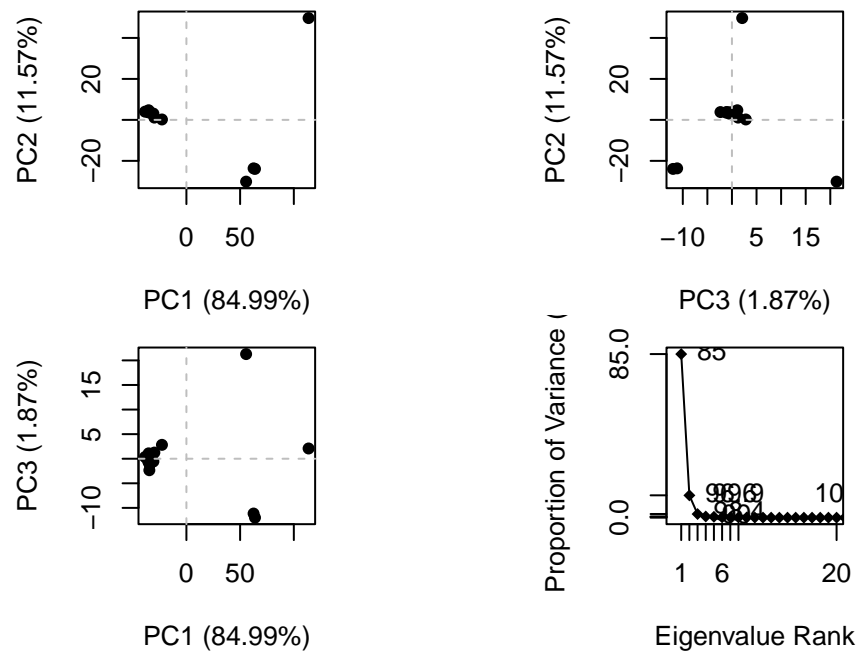 PC2 (11.57%)
20
−20
0 50
PC1 (84.99%)
PC2 (11.57%)
20
−20
−10 5 15
PC3 (1.87%)
PC3 (1.87%)
15
5
−10
0 50
PC1 (84.99%)
Proportion of Variance (
85.0
0.0
85
10
1 6 20
Eigenvalue Rank